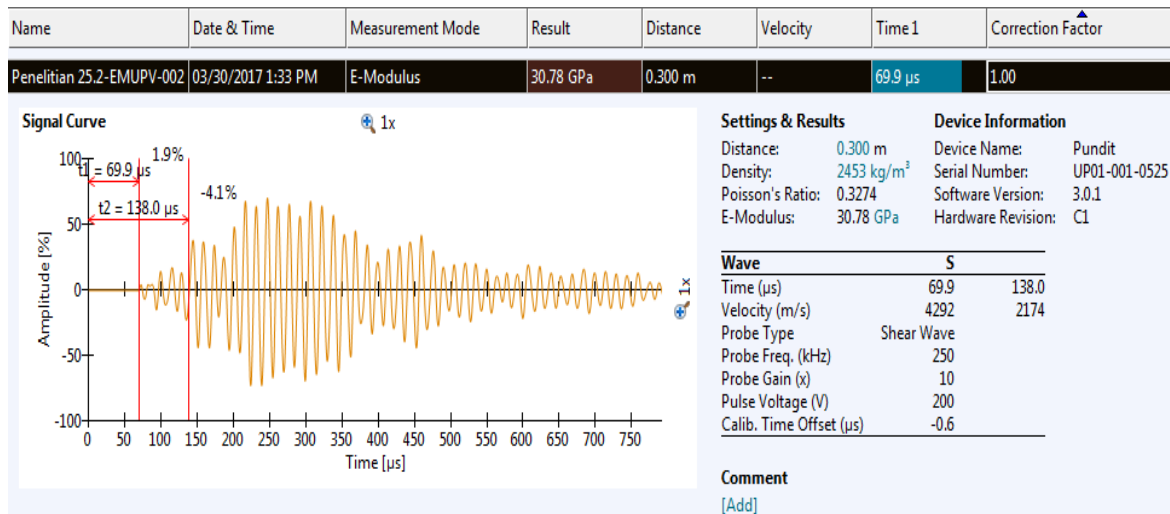 Name Date & Time Measurement Mode Result Distance Velocity Time 1 Correction Factor
Penelitian 25.2-EMUPV-002 03/30/2017 1:33 PM E-Modulus 30.78 GPa 0.300 m -- 69.9 µs 1.00
Signal Curve
1x
100
t1 = 69.9 µs
1.9%
t2 = 138.0 µs
-4.1%
50
0
-50
-100
Amplitude [%]
1x
0 50 100 150 200 250 300 350 400 450 500 550 600 650 700 750
Time [µs]
Settings & Results
Distance: 0.300 m
Density: 2453 kg/m³
Poisson's Ratio: 0.3274
E-Modulus: 30.78 GPa
Device Information
Device Name: Pundit
Serial Number: UP01-001-0525
Software Version: 3.0.1
Hardware Revision: C1
Wave S
Time (µs) 69.9 138.0
Velocity (m/s) 4292 2174
Probe Type Shear Wave
Probe Freq. (kHz) 250
Probe Gain (x) 10
Pulse Voltage (V) 200
Calib. Time Offset (µs) -0.6
Comment
[Add]